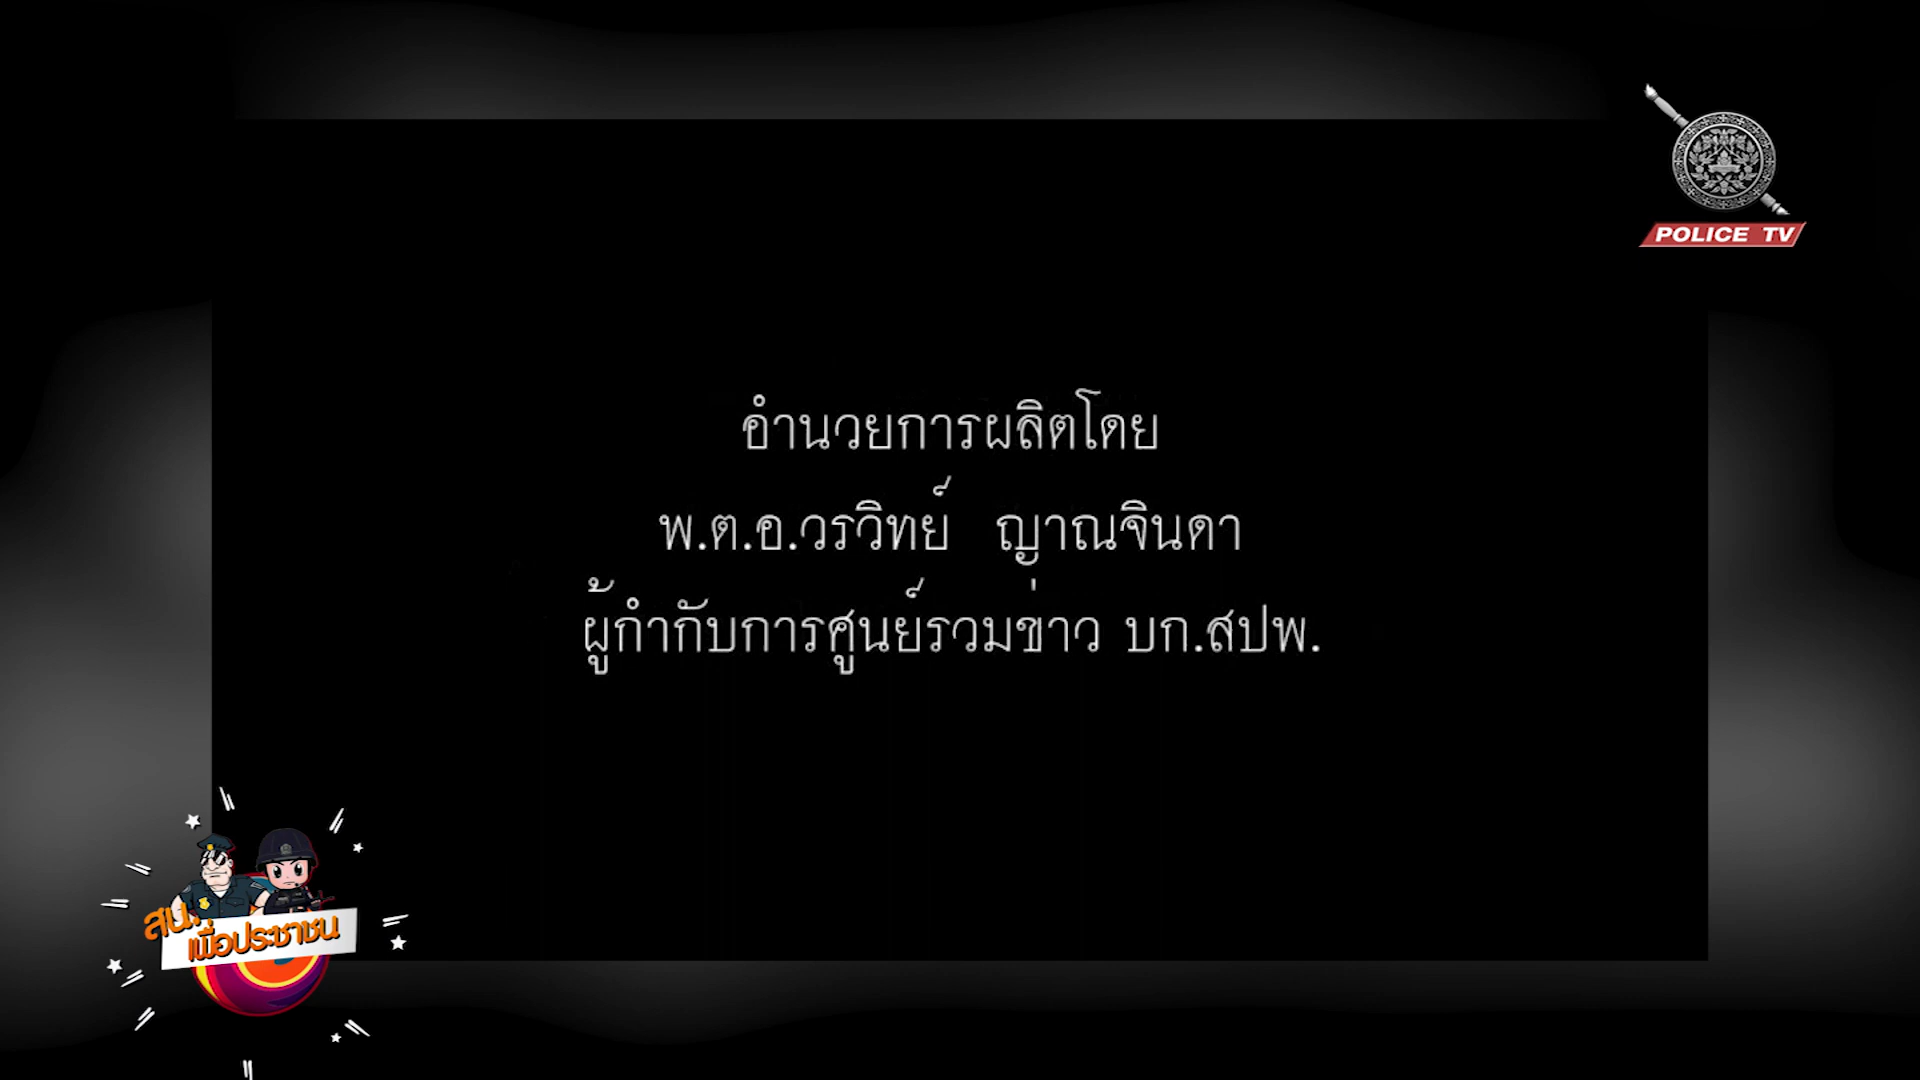 POLICE TV
อำนวยการผลิตโดย
พ.ต.อ.วรวิทย์ ญาณจินดา
ผู้กำกับการศูนย์รวมข่าว บก.สปพ.
สน.
เพื่อประชาชน